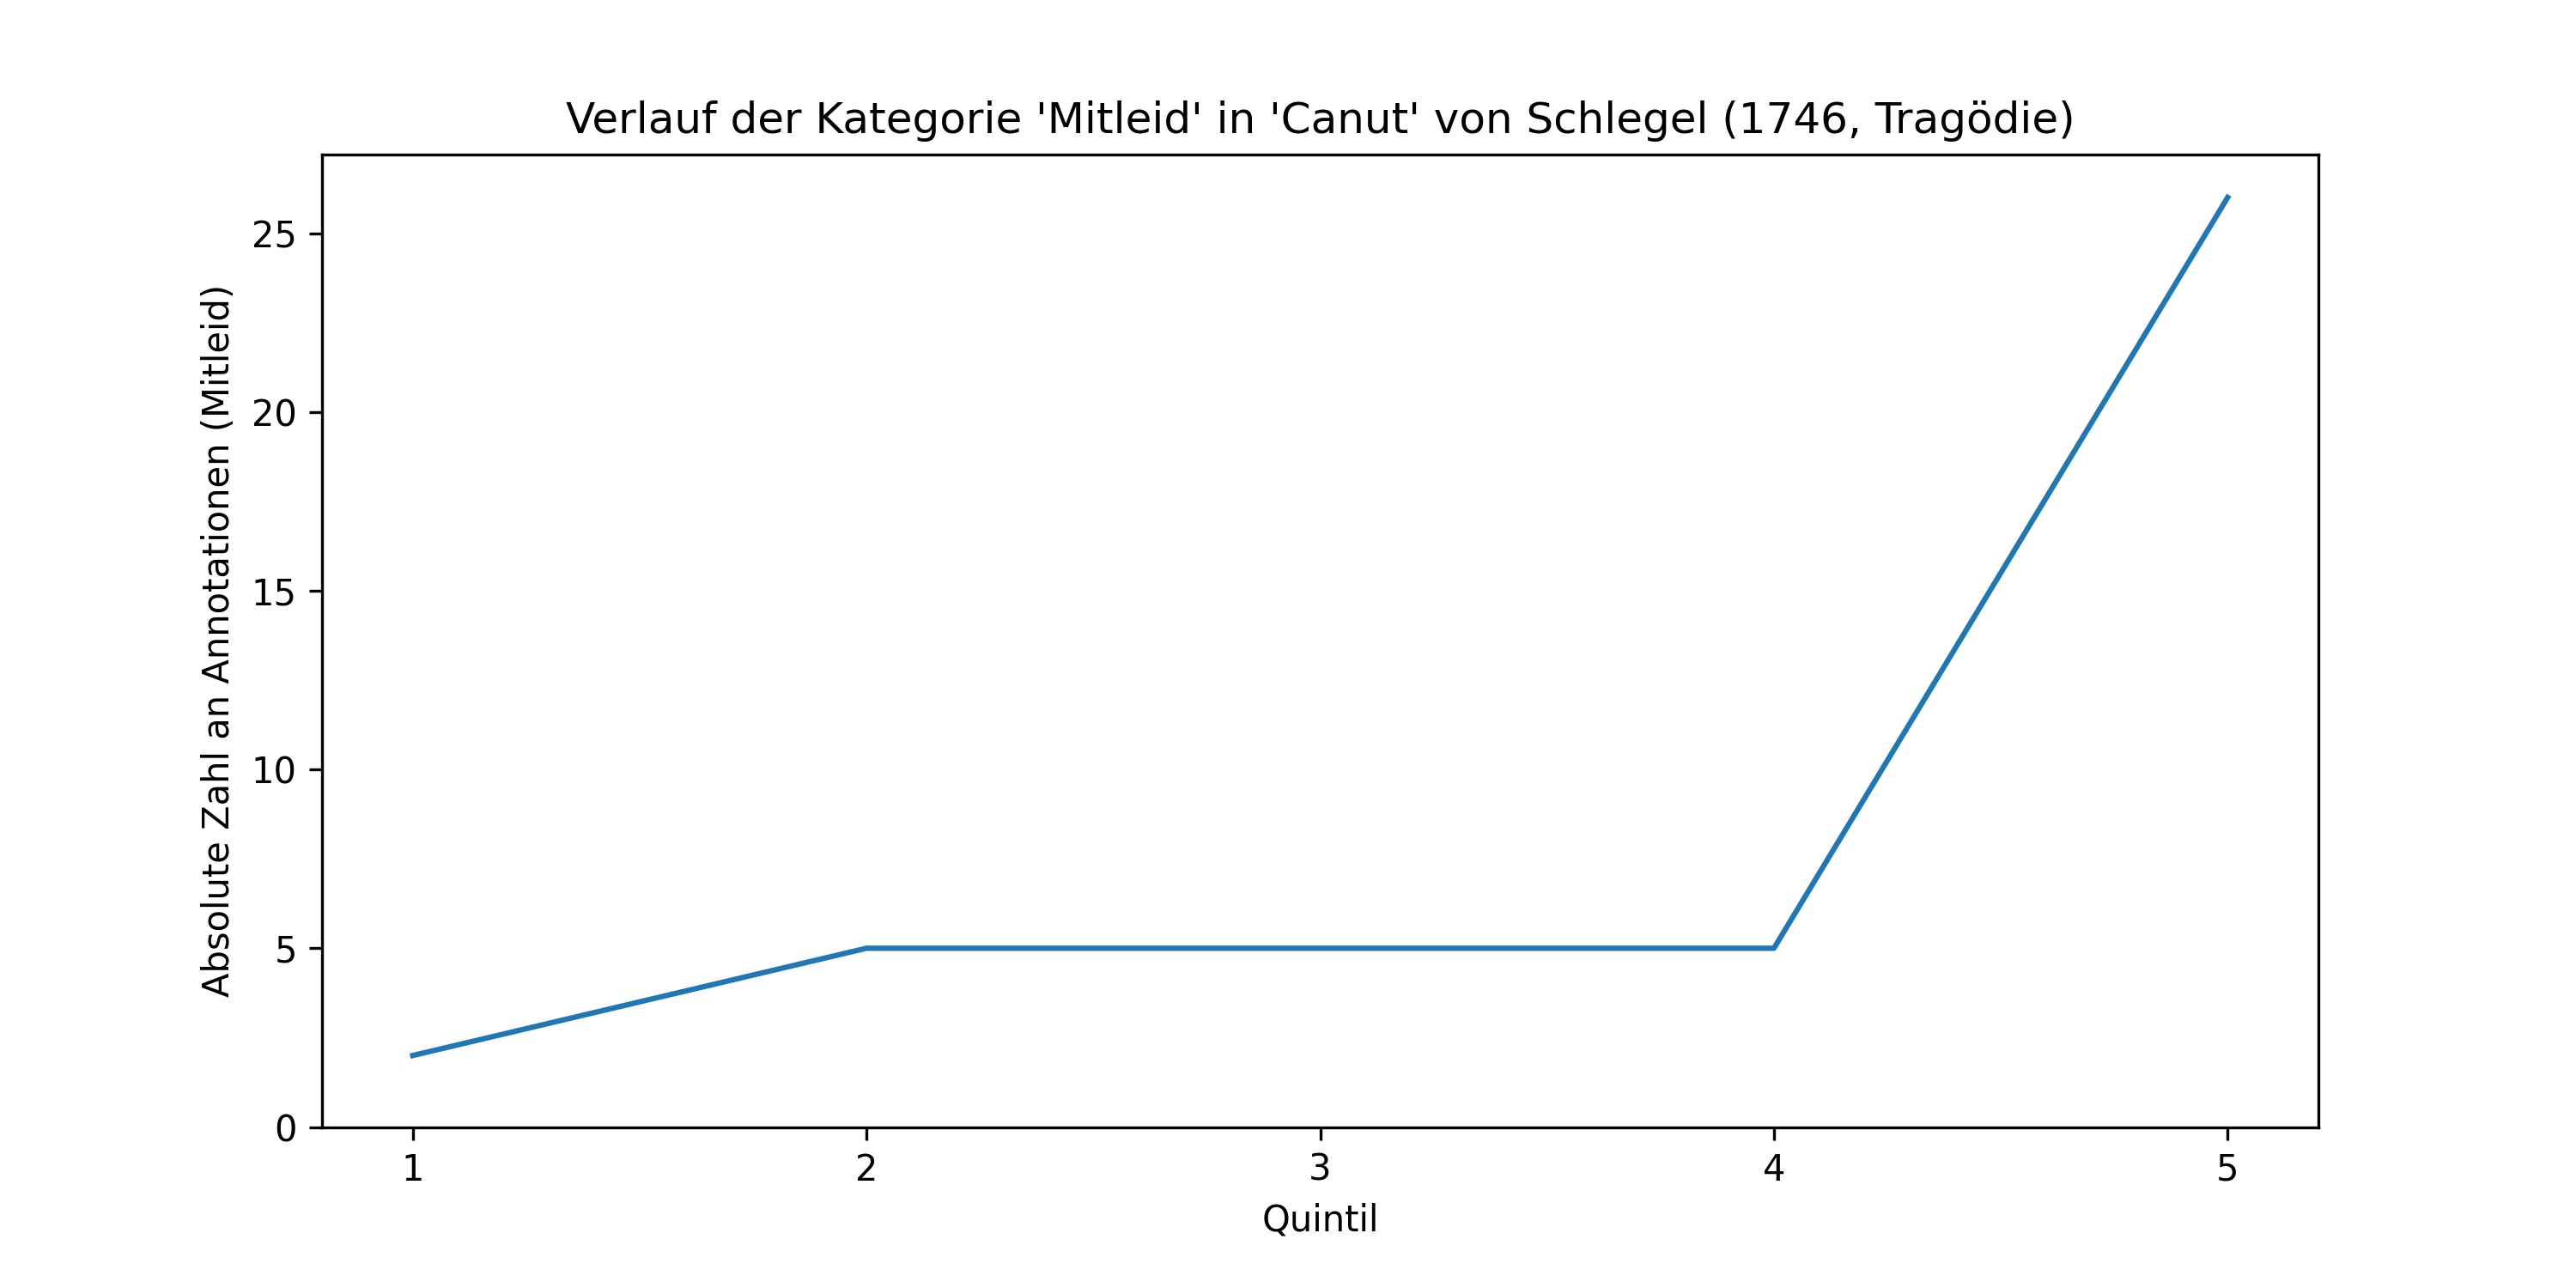 Verlauf der Kategorie 'Mitleid' in 'Canut' von Schlegel (1746, Tragödie)
Absolute Zahl an Annotationen (Mitleid)
25
20
15
10
5
0
1 2 3 4 5
Quintil